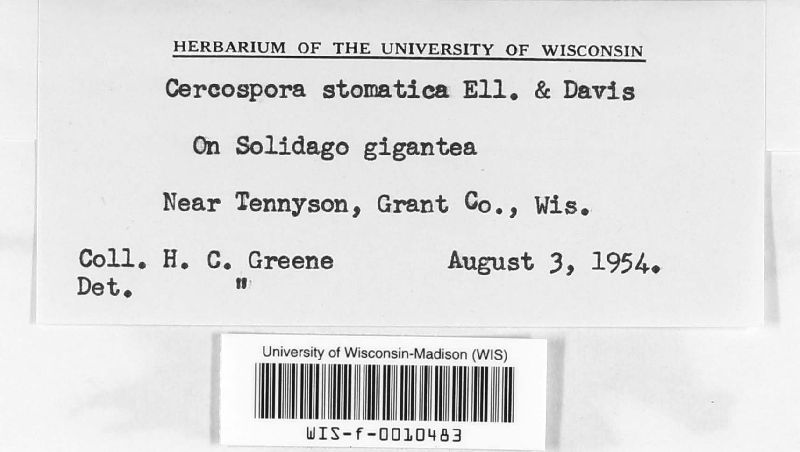 HERBARIUM OF THE UNIVERSITY OF WISCONSIN
Cercospora stomatica Ell. & Davis
On Solidago gigantea
Near Tennyson, Grant Co., Wis.
Coll. H. C. Greene August 3, 1954.
Det. "
University of Wisconsin-Madison (WIS)
WIS-f-0010483